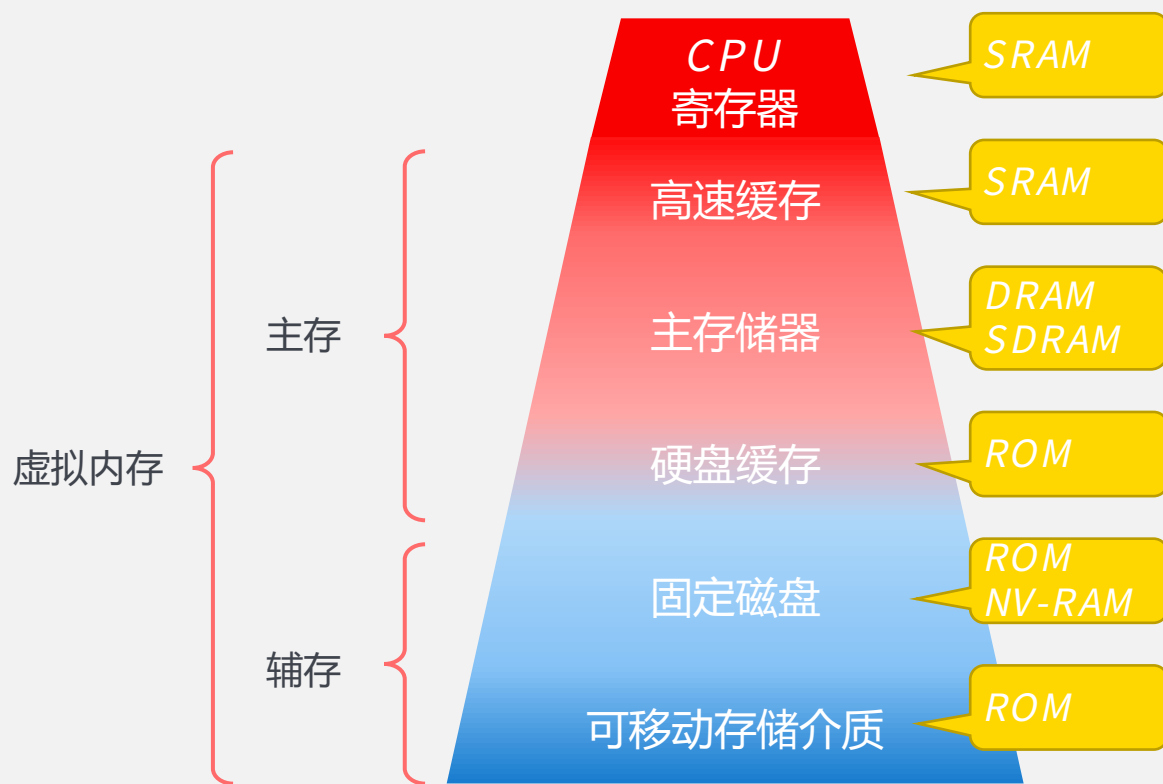 CPU
寄存器
SRAM
高速缓存
SRAM
主存储器
DRAM
SDRAM
主存
硬盘缓存
ROM
虚拟内存
固定磁盘
ROM
NV-RAM
辅存
可移动存储介质
ROM